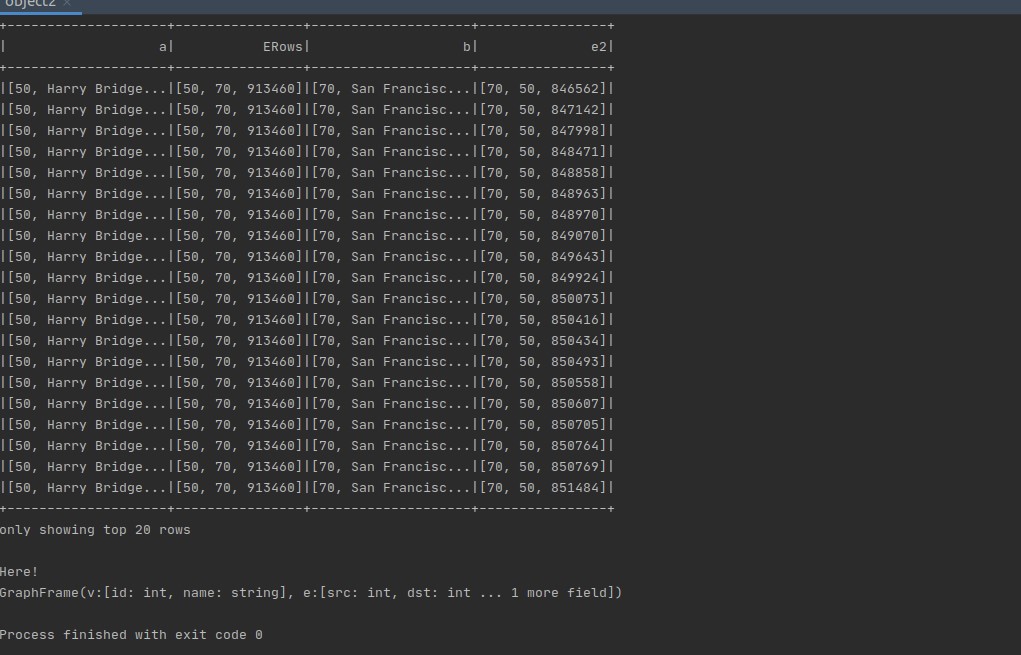 object2 ×
+--------------------+----------------+--------------------+----------------+
|                   a|           ERows|                   b|              e2|
+--------------------+----------------+--------------------+----------------+
|[50, Harry Bridge...|[50, 70, 913460]|[70, San Francisc...|[70, 50, 846562]|
|[50, Harry Bridge...|[50, 70, 913460]|[70, San Francisc...|[70, 50, 847142]|
|[50, Harry Bridge...|[50, 70, 913460]|[70, San Francisc...|[70, 50, 847998]|
|[50, Harry Bridge...|[50, 70, 913460]|[70, San Francisc...|[70, 50, 848471]|
|[50, Harry Bridge...|[50, 70, 913460]|[70, San Francisc...|[70, 50, 848858]|
|[50, Harry Bridge...|[50, 70, 913460]|[70, San Francisc...|[70, 50, 848963]|
|[50, Harry Bridge...|[50, 70, 913460]|[70, San Francisc...|[70, 50, 848970]|
|[50, Harry Bridge...|[50, 70, 913460]|[70, San Francisc...|[70, 50, 849070]|
|[50, Harry Bridge...|[50, 70, 913460]|[70, San Francisc...|[70, 50, 849643]|
|[50, Harry Bridge...|[50, 70, 913460]|[70, San Francisc...|[70, 50, 849924]|
|[50, Harry Bridge...|[50, 70, 913460]|[70, San Francisc...|[70, 50, 850073]|
|[50, Harry Bridge...|[50, 70, 913460]|[70, San Francisc...|[70, 50, 850416]|
|[50, Harry Bridge...|[50, 70, 913460]|[70, San Francisc...|[70, 50, 850434]|
|[50, Harry Bridge...|[50, 70, 913460]|[70, San Francisc...|[70, 50, 850493]|
|[50, Harry Bridge...|[50, 70, 913460]|[70, San Francisc...|[70, 50, 850558]|
|[50, Harry Bridge...|[50, 70, 913460]|[70, San Francisc...|[70, 50, 850607]|
|[50, Harry Bridge...|[50, 70, 913460]|[70, San Francisc...|[70, 50, 850705]|
|[50, Harry Bridge...|[50, 70, 913460]|[70, San Francisc...|[70, 50, 850764]|
|[50, Harry Bridge...|[50, 70, 913460]|[70, San Francisc...|[70, 50, 850769]|
|[50, Harry Bridge...|[50, 70, 913460]|[70, San Francisc...|[70, 50, 851484]|
+--------------------+----------------+--------------------+----------------+
only showing top 20 rows
Here!
GraphFrame(v:[id: int, name: string], e:[src: int, dst: int ... 1 more field])
Process finished with exit code 0